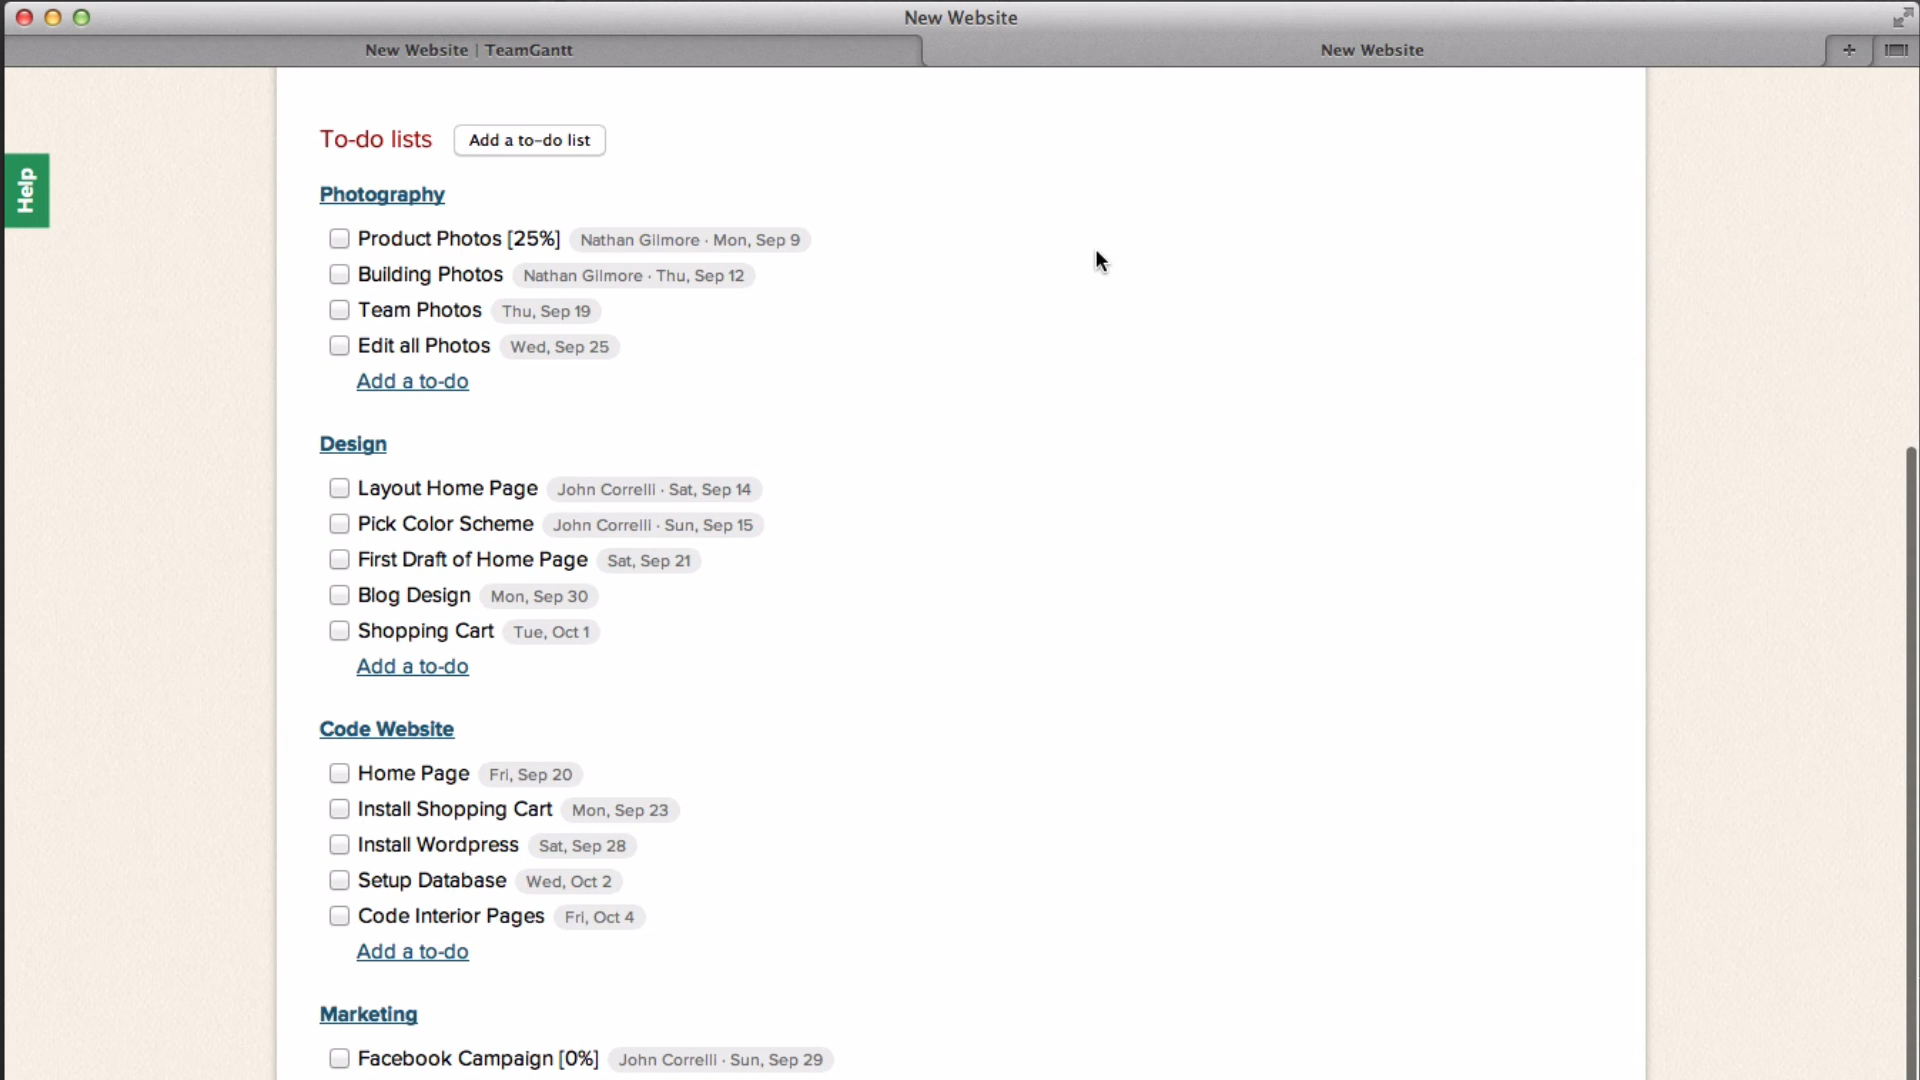 New Website
New Website | TeamGantt
New Website
+
Help
To-do lists
Add a to-do list
Photography
Product Photos [25%] Nathan Gilmore · Mon, Sep 9
Building Photos Nathan Gilmore · Thu, Sep 12
Team Photos Thu, Sep 19
Edit all Photos Wed, Sep 25
Add a to-do
Design
Layout Home Page John Correlli · Sat, Sep 14
Pick Color Scheme John Correlli · Sun, Sep 15
First Draft of Home Page Sat, Sep 21
Blog Design Mon, Sep 30
Shopping Cart Tue, Oct 1
Add a to-do
Code Website
Home Page Fri, Sep 20
Install Shopping Cart Mon, Sep 23
Install Wordpress Sat, Sep 28
Setup Database Wed, Oct 2
Code Interior Pages Fri, Oct 4
Add a to-do
Marketing
Facebook Campaign [0%] John Correlli · Sun, Sep 29